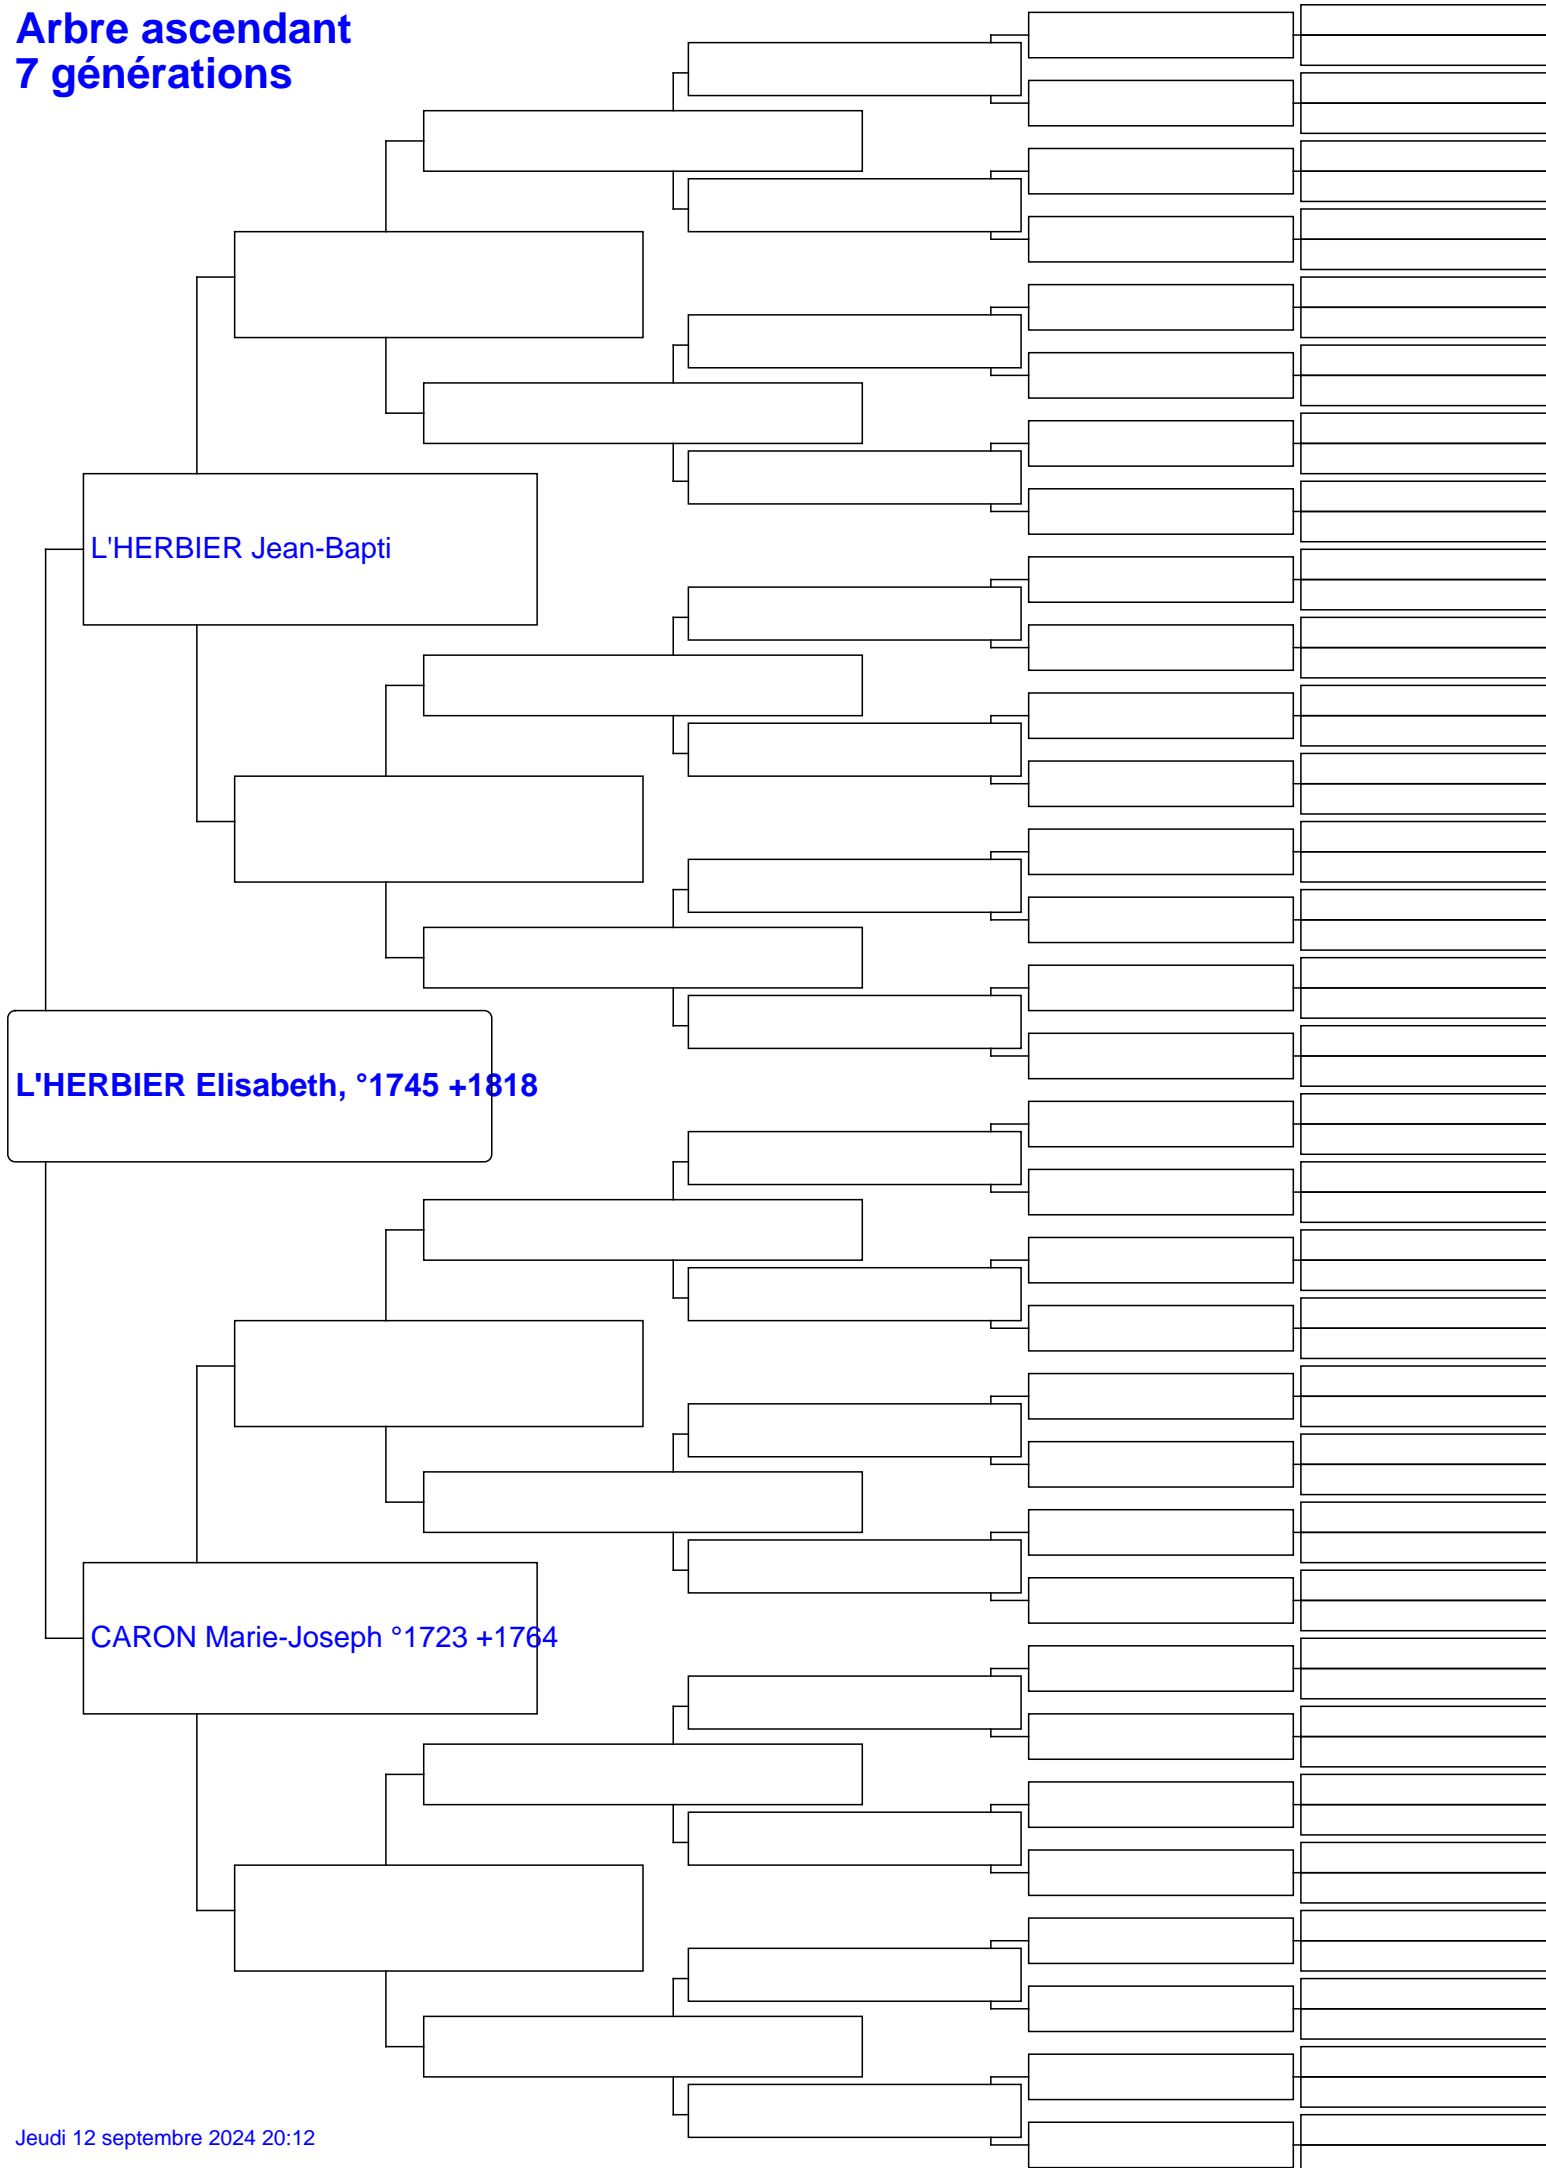 Arbre ascendant
7 générations
L'HERBIER Jean-Bapti
L'HERBIER Elisabeth, °1745 +1818
CARON Marie-Joseph °1723 +1764
Jeudi 12 septembre 2024 20:12